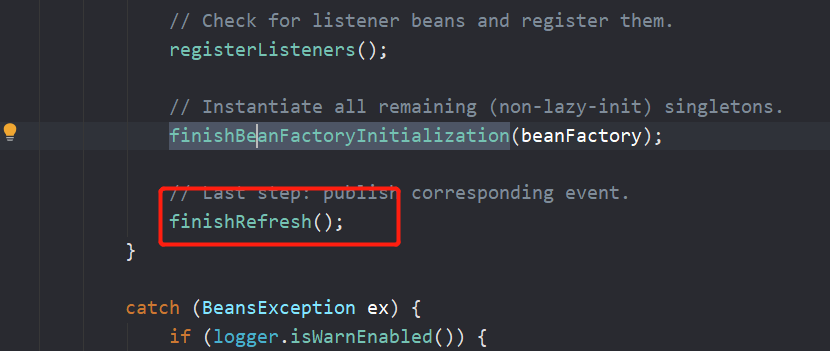 // Check for listener beans and register them.
registerListeners();
// Instantiate all remaining (non-lazy-init) singletons.
finishBeanFactoryInitialization(beanFactory);
// Last step: publish corresponding event.
finishRefresh();
}
catch (BeansException ex) {
if (logger.isWarnEnabled()) {